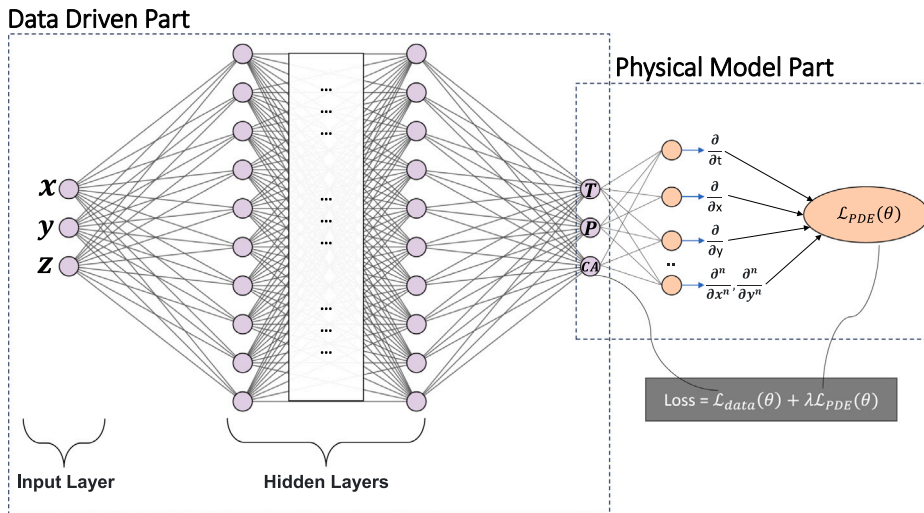 Data Driven Part
Physical Model Part
x
y
z
...
...
...
...
...
...
...
...
...
T
P
CA
∂/∂t
∂/∂x
∂/∂y
..
∂ⁿ/∂xⁿ, ∂ⁿ/∂yⁿ
ℒ_PDE(θ)
Loss = ℒ_data(θ) + λℒ_PDE(θ)
Input Layer
Hidden Layers